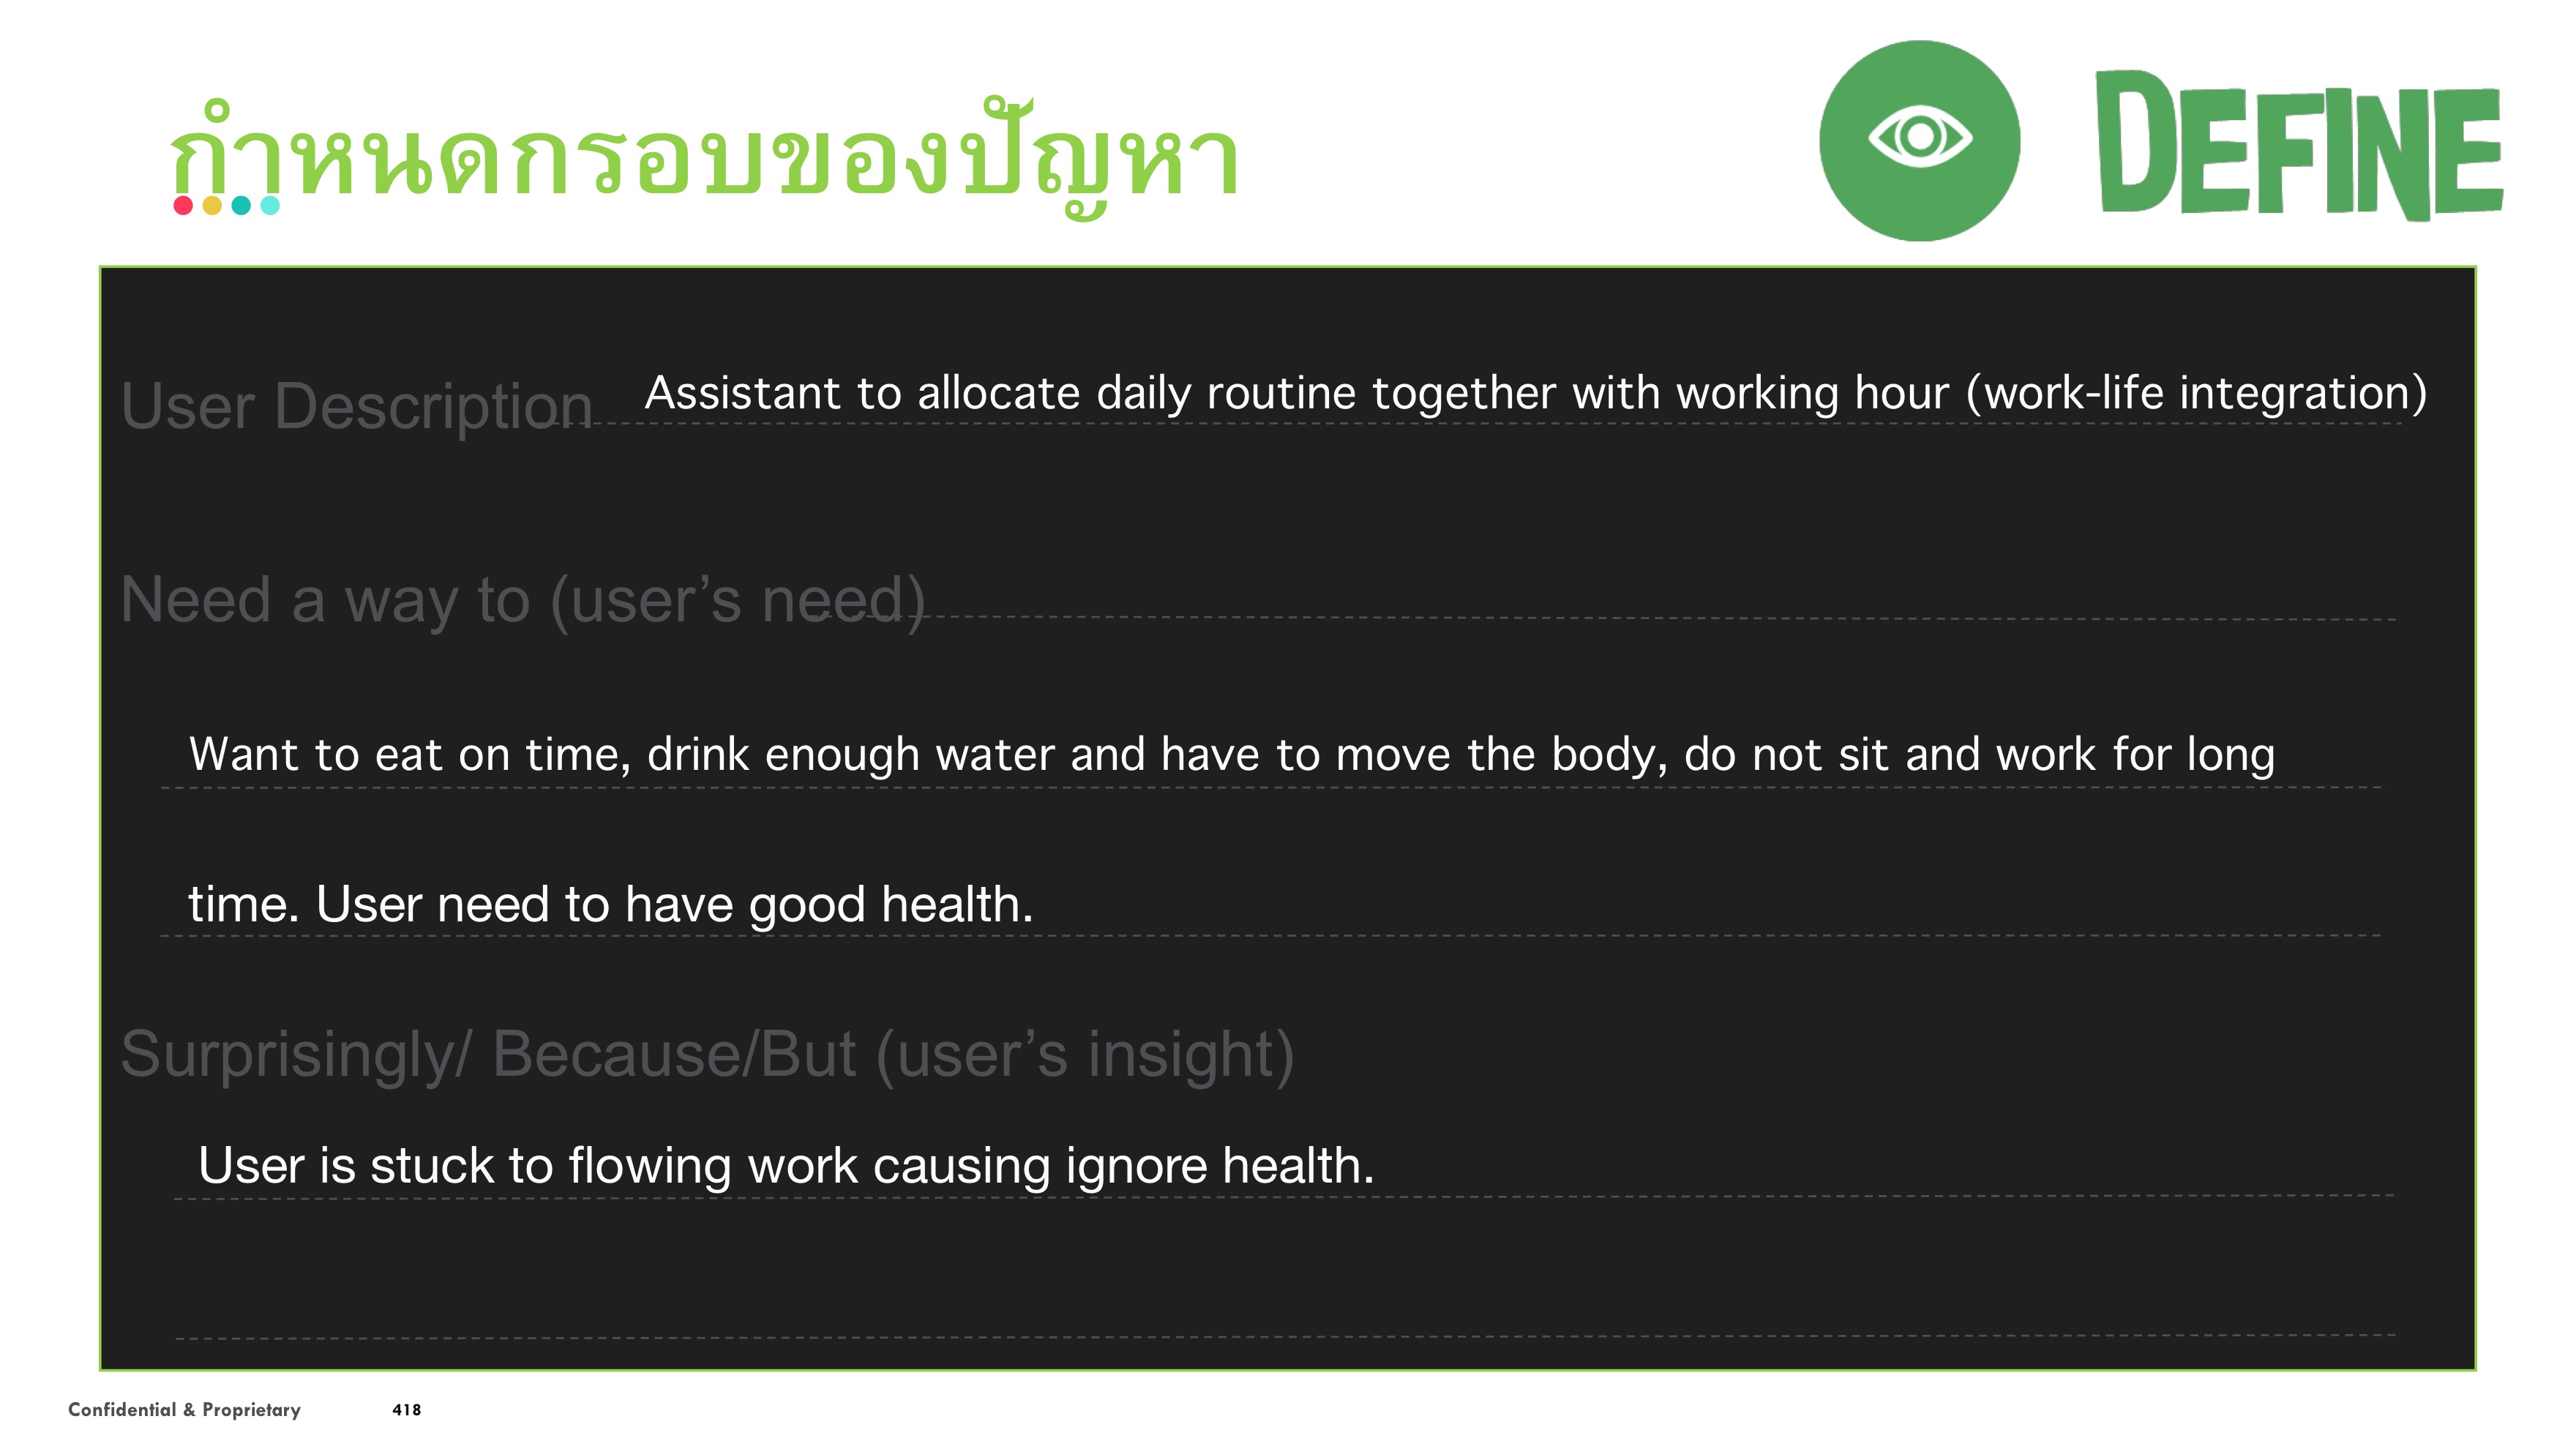 กำหนดกรอบของปัญหา
DEFINE
User Description Assistant to allocate daily routine together with working hour (work-life integration)
Need a way to (user’s need)
Want to eat on time, drink enough water and have to move the body, do not sit and work for long
time. User need to have good health.
Surprisingly/ Because/But (user’s insight)
User is stuck to flowing work causing ignore health.
Confidential & Proprietary 418